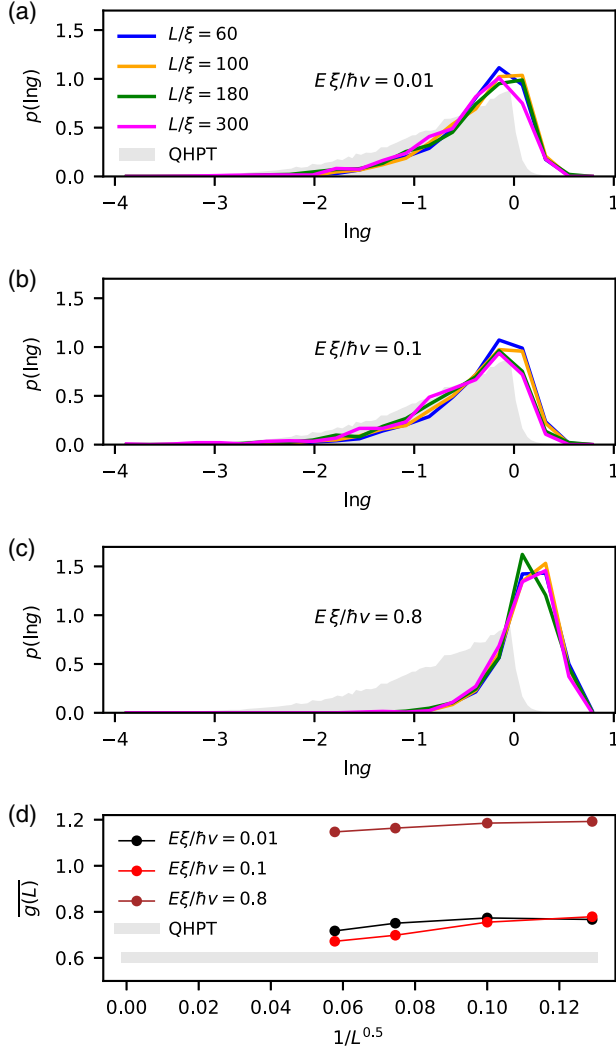 (a)
1.5
1.0
0.5
0.0
p(lng)
L/ξ = 60
L/ξ = 100
L/ξ = 180
L/ξ = 300
QHPT
Eξ/ħv = 0.01
−4 −3 −2 −1 0 1
lng
(b)
1.5
1.0
0.5
0.0
p(lng)
Eξ/ħv = 0.1
−4 −3 −2 −1 0 1
lng
(c)
1.5
1.0
0.5
0.0
p(lng)
Eξ/ħv = 0.8
−4 −3 −2 −1 0 1
lng
(d)
1.2
1.0
0.8
0.6
g(L)
Eξ/ħv = 0.01
Eξ/ħv = 0.1
Eξ/ħv = 0.8
QHPT
0.00 0.02 0.04 0.06 0.08 0.10 0.12
1/L^0.5